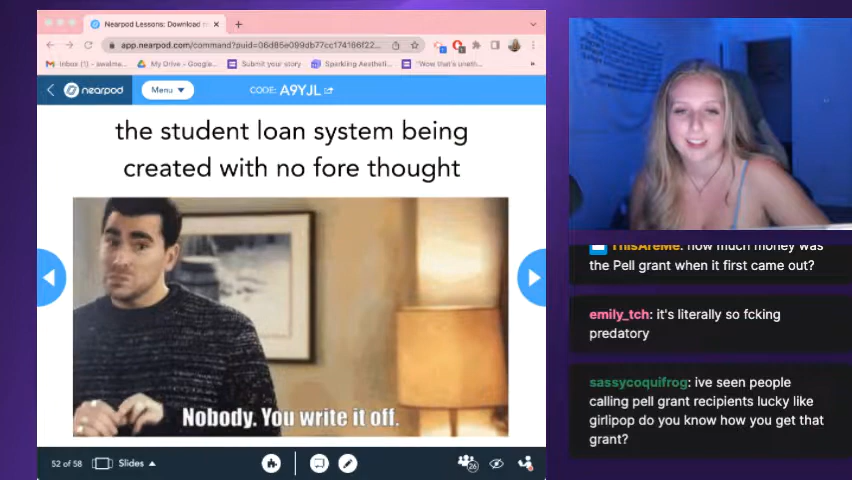 Nearpod Lessons: Download r
app.nearpod.com/command?puid=06d85e099db77cc174186f22...
Inbox (1) - awalma...
My Drive - Google...
Submit your story
Sparkling Aestheti...
"Wow that's uneth...
nearpod
Menu
CODE: A9YJL
the student loan system being
created with no fore thought
Nobody. You write it off.
52 of 58
Slides
26
ThisAreMe: how much money was
the Pell grant when it first came out?
emily_tch: it's literally so fcking
predatory
sassycoquifrog: ive seen people
calling pell grant recipients lucky like
girlipop do you know how you get that
grant?